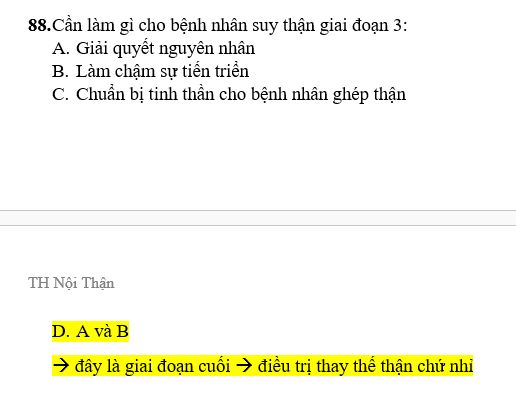 88.Cần làm gì cho bệnh nhân suy thận giai đoạn 3:
A. Giải quyết nguyên nhân
B. Làm chậm sự tiến triển
C. Chuẩn bị tinh thần cho bệnh nhân ghép thận
TH Nội Thận
D. A và B
→ đây là giai đoạn cuối → điều trị thay thế thận chứ nhỉ